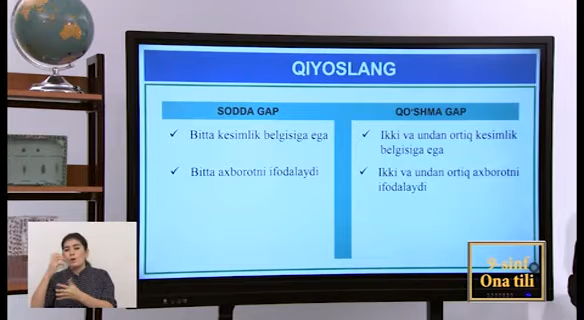 QIYOSLANG
SODDA GAP
✓ Bitta kesimlik belgisiga ega
✓ Bitta axborotni ifodalaydi
QO‘SHMA GAP
✓ Ikki va undan ortiq kesimlik
belgisiga ega
✓ Ikki va undan ortiq axborotni
ifodalaydi
9-sinf
Ona tili